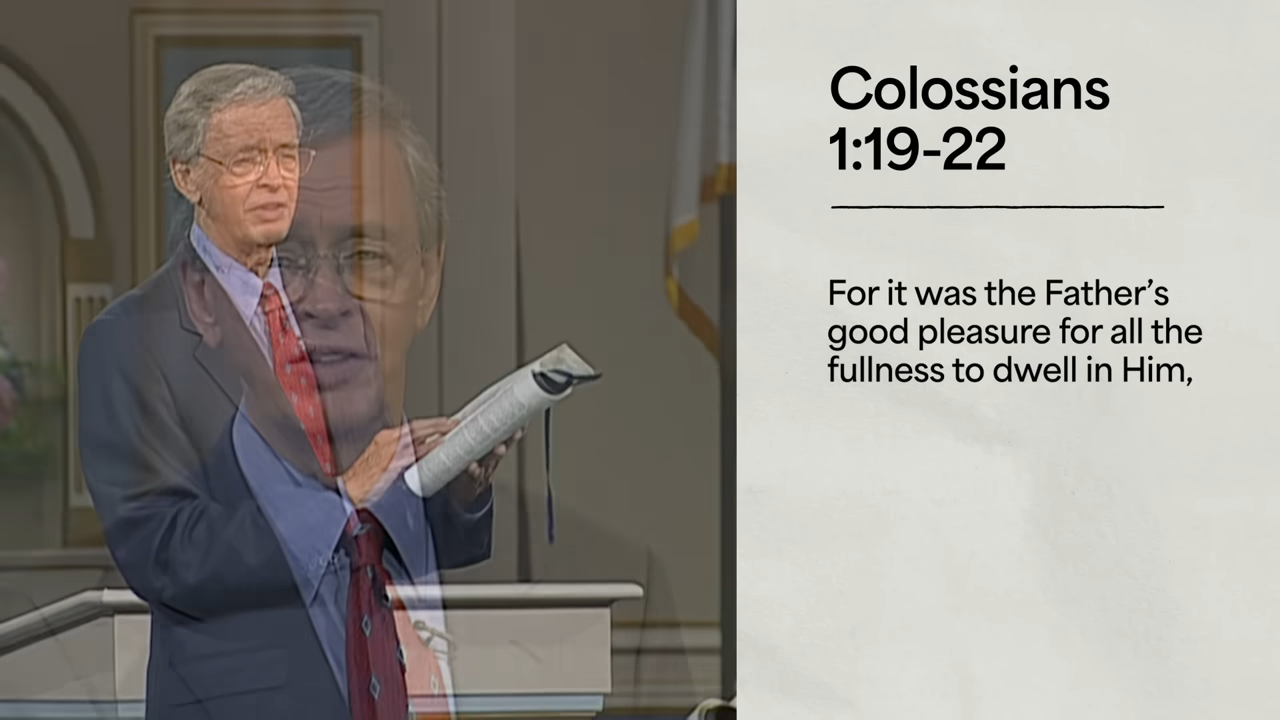 Colossians
1:19-22
For it was the Father’s
good pleasure for all the
fullness to dwell in Him,